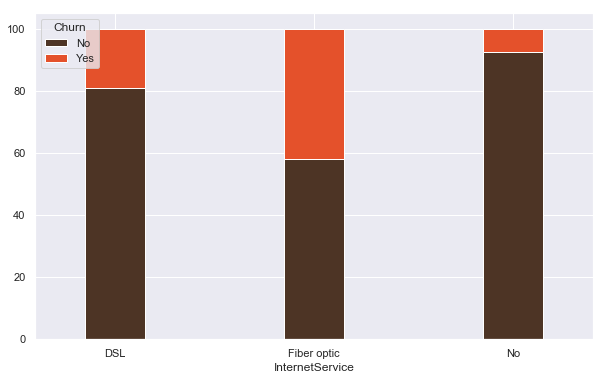 Churn
No
Yes
100
80
60
40
20
0
DSL
Fiber optic
No
InternetService